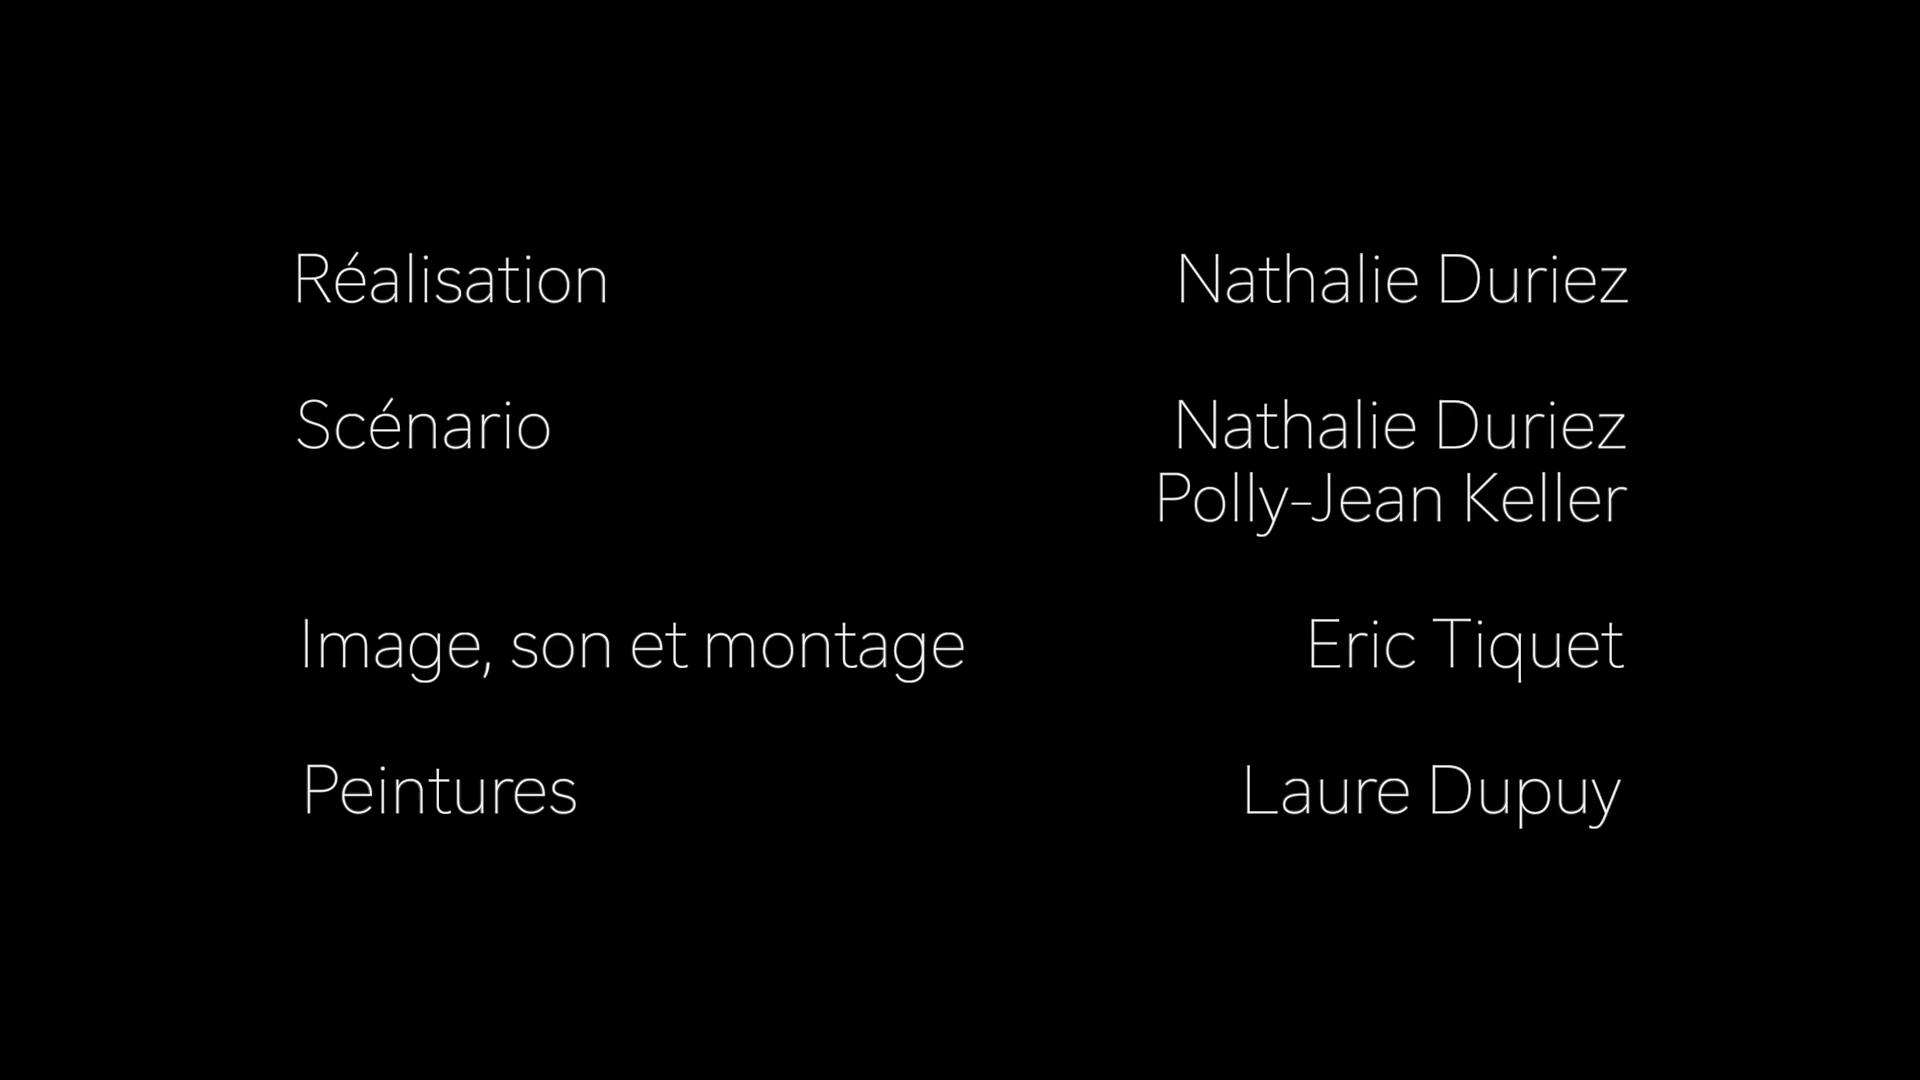 Réalisation Nathalie Duriez
Scénario Nathalie Duriez
Polly-Jean Keller
Image, son et montage Eric Tiquet
Peintures Laure Dupuy